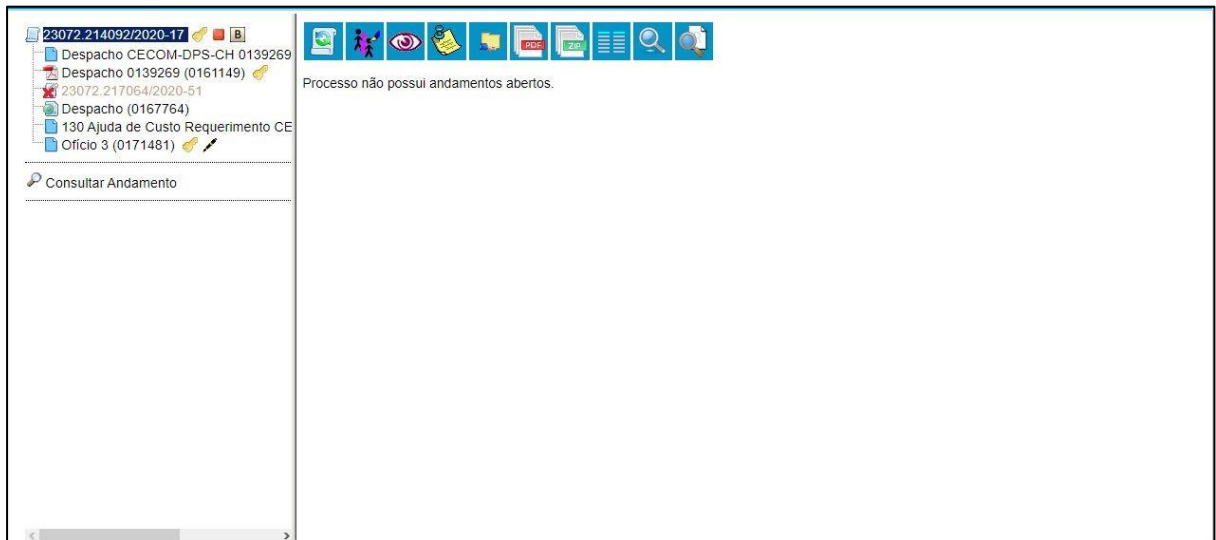 23072.214092/2020-17 B
Despacho CECOM-DPS-CH 0139269
Despacho 0139269 (0161149)
23072.217064/2020-51
Despacho (0167764)
130 Ajuda de Custo Requerimento CE
Ofício 3 (0171481)
Consultar Andamento
PDF ZIP
Processo não possui andamentos abertos.